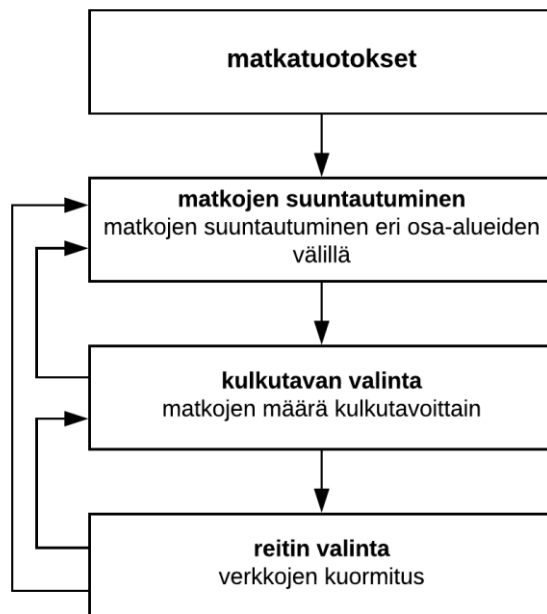 matkatuotokset
matkojen suuntautuminen
matkojen suuntautuminen eri osa-alueiden
välillä
kulkutavan valinta
matkojen määrä kulkutavoittain
reitin valinta
verkkojen kuormitus